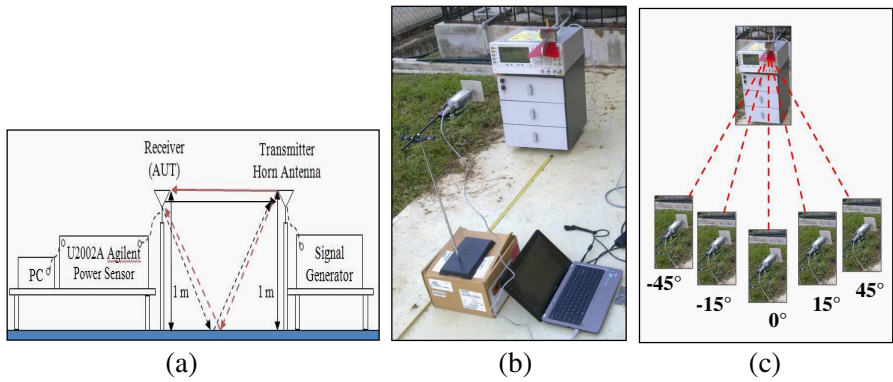 Receiver
(AUT)
Transmitter
Horn Antenna
PC
U2002A Agilent
Power Sensor
1 m
1 m
Signal
Generator
-45°
-15°
0°
15°
45°
(a)
(b)
(c)